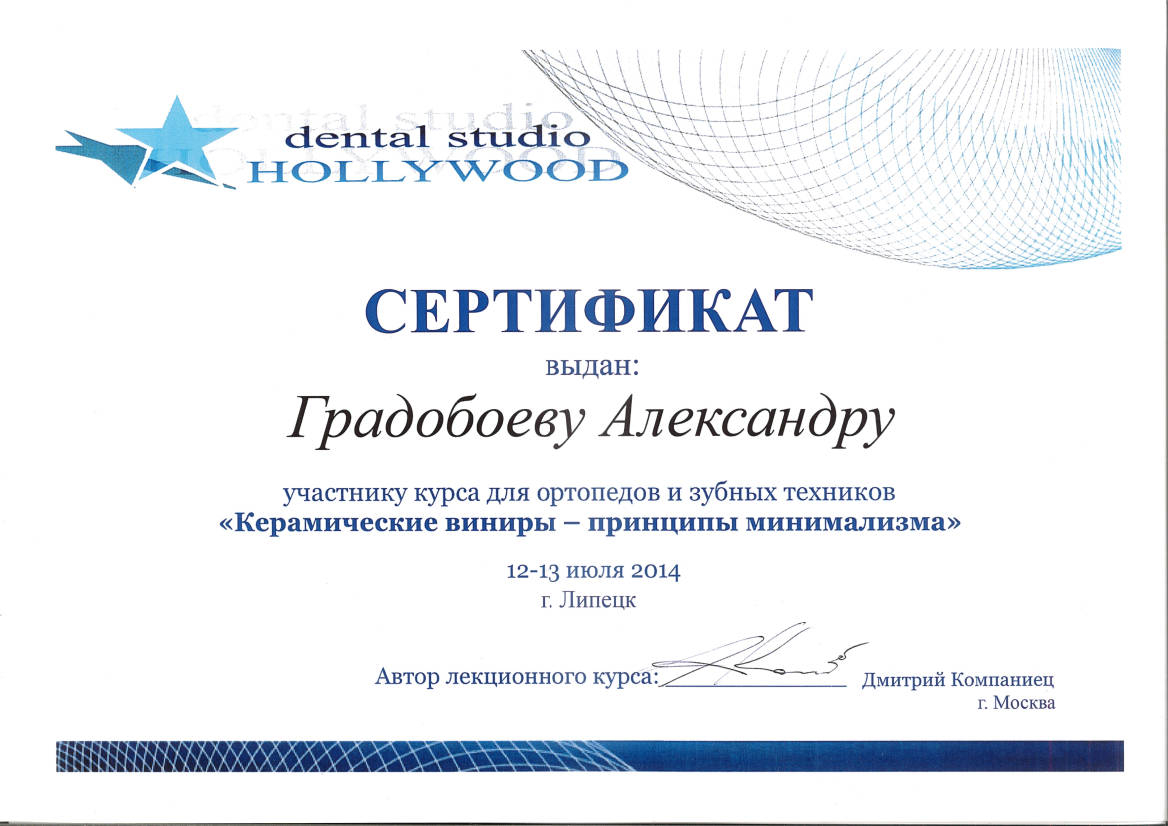 dental studio
HOLLYWOOD
СЕРТИФИКАТ
выдан:
Градобоеву Александру
участнику курса для ортопедов и зубных техников
«Керамические виниры – принципы минимализма»
12-13 июля 2014
г. Липецк
Автор лекционного курса: Дмитрий Компаниец
г. Москва